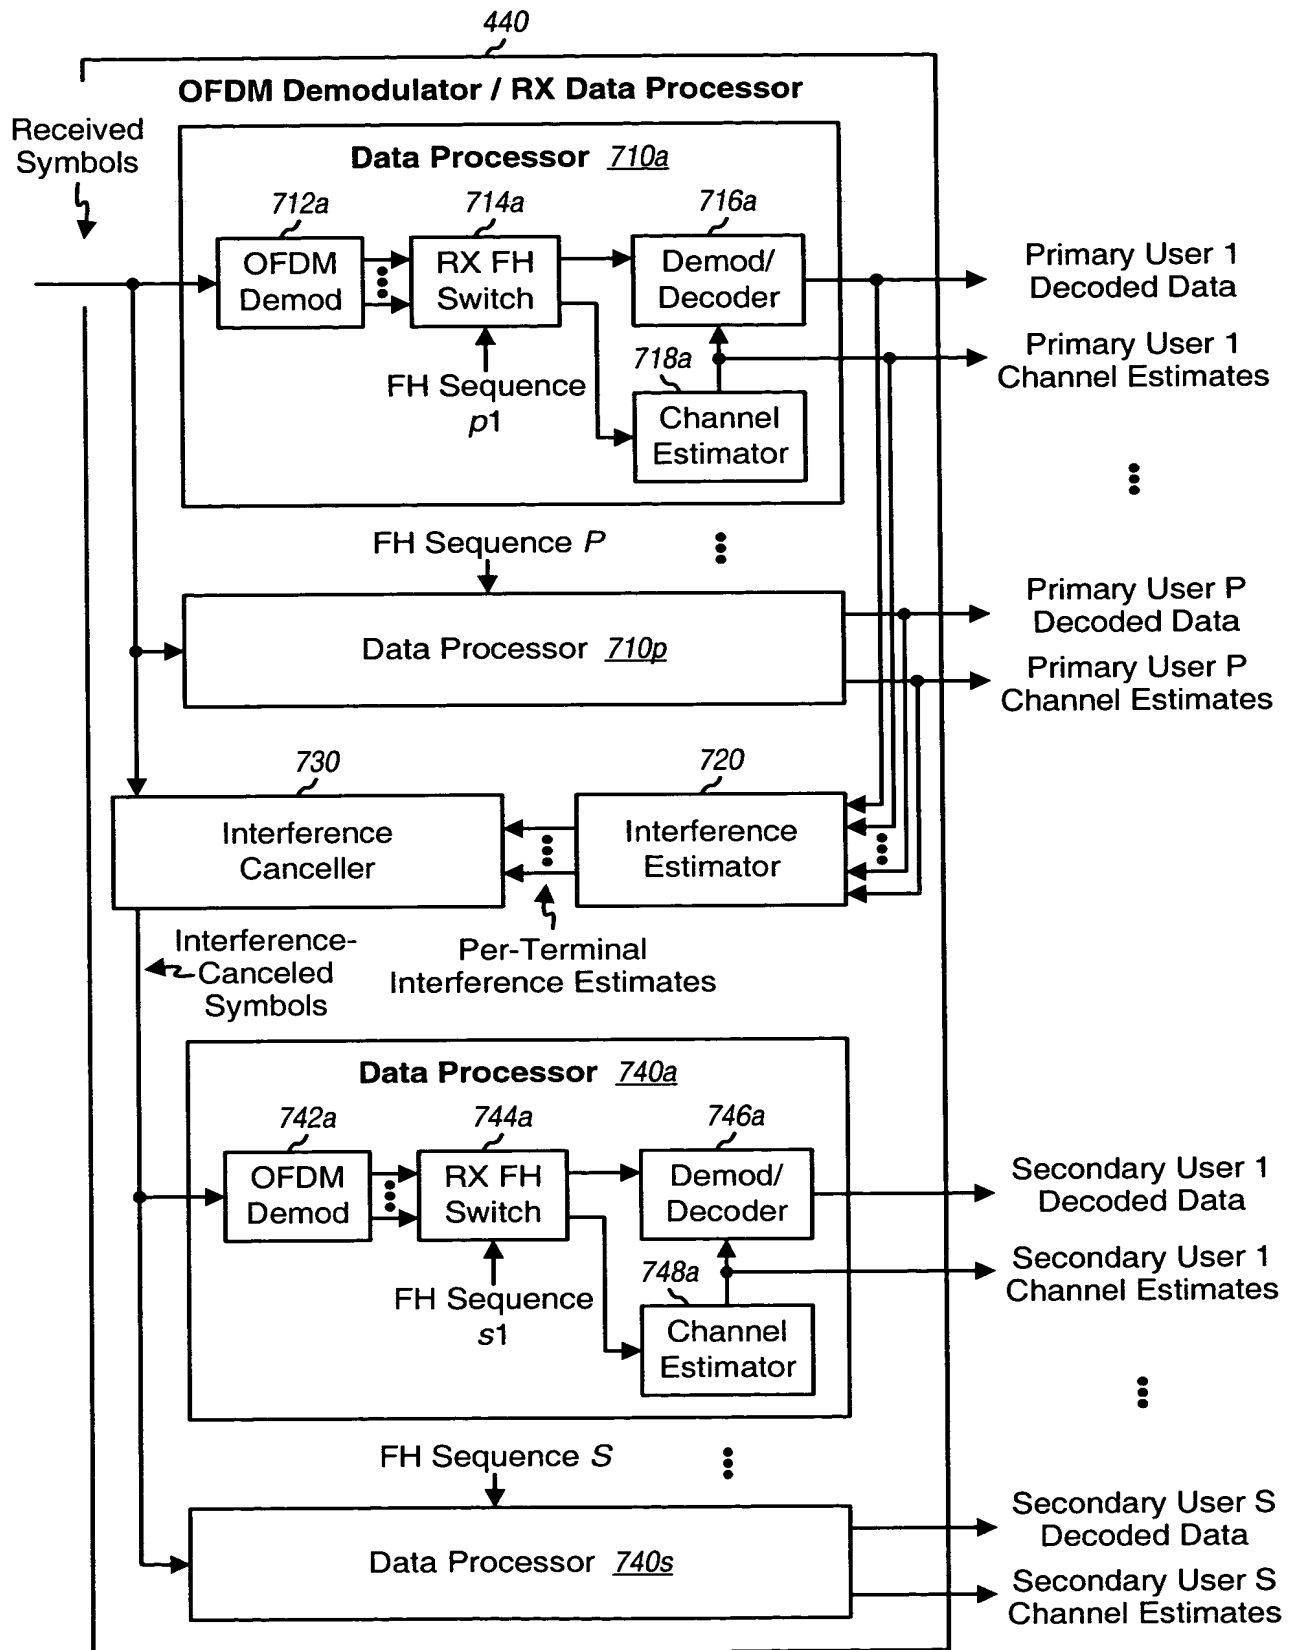 440
OFDM Demodulator / RX Data Processor
Received
Symbols
Data Processor 710a
712a
714a
716a
OFDM
Demod
RX FH
Switch
Demod/
Decoder
Primary User 1
Decoded Data
FH Sequence
p1
718a
Channel
Estimator
Primary User 1
Channel Estimates
FH Sequence P
Data Processor 710p
Primary User P
Decoded Data
Primary User P
Channel Estimates
730
720
Interference
Canceller
Interference
Estimator
Interference-
Canceled
Symbols
Per-Terminal
Interference Estimates
Data Processor 740a
742a
744a
746a
OFDM
Demod
RX FH
Switch
Demod/
Decoder
Secondary User 1
Decoded Data
FH Sequence
s1
748a
Channel
Estimator
Secondary User 1
Channel Estimates
FH Sequence S
Data Processor 740s
Secondary User S
Decoded Data
Secondary User S
Channel Estimates